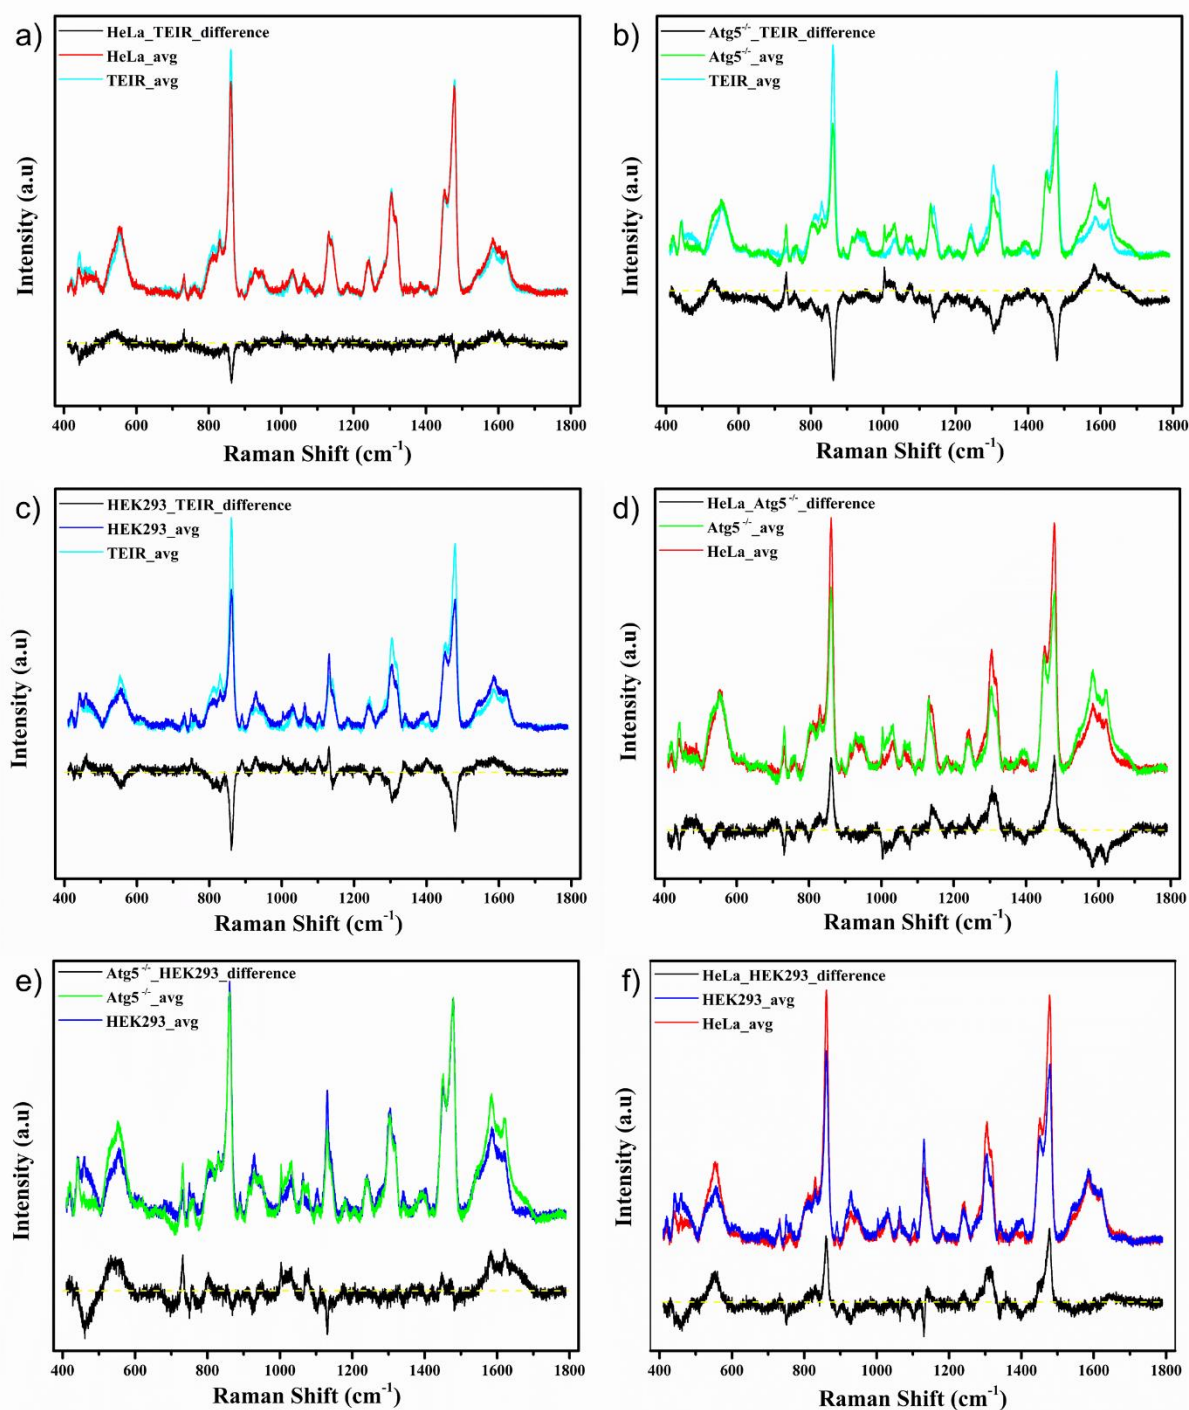 a)
HeLa_TEIR_difference
HeLa_avg
TEIR_avg
Intensity (a.u)
400 600 800 1000 1200 1400 1600 1800
Raman Shift (cm-1)
b)
Atg5-/-_TEIR_difference
Atg5-/-_avg
TEIR_avg
Intensity (a.u)
400 600 800 1000 1200 1400 1600 1800
Raman Shift (cm-1)
c)
HEK293_TEIR_difference
HEK293_avg
TEIR_avg
Intensity (a.u)
400 600 800 1000 1200 1400 1600 1800
Raman Shift (cm-1)
d)
HeLa_Atg5-/-_difference
Atg5-/-_avg
HeLa_avg
Intensity (a.u)
400 600 800 1000 1200 1400 1600 1800
Raman Shift (cm-1)
e)
Atg5-/-_HEK293_difference
Atg5-/-_avg
HEK293_avg
Intensity (a.u)
400 600 800 1000 1200 1400 1600 1800
Raman Shift (cm-1)
f)
HeLa_HEK293_difference
HEK293_avg
HeLa_avg
Intensity (a.u)
400 600 800 1000 1200 1400 1600 1800
Raman Shift (cm-1)